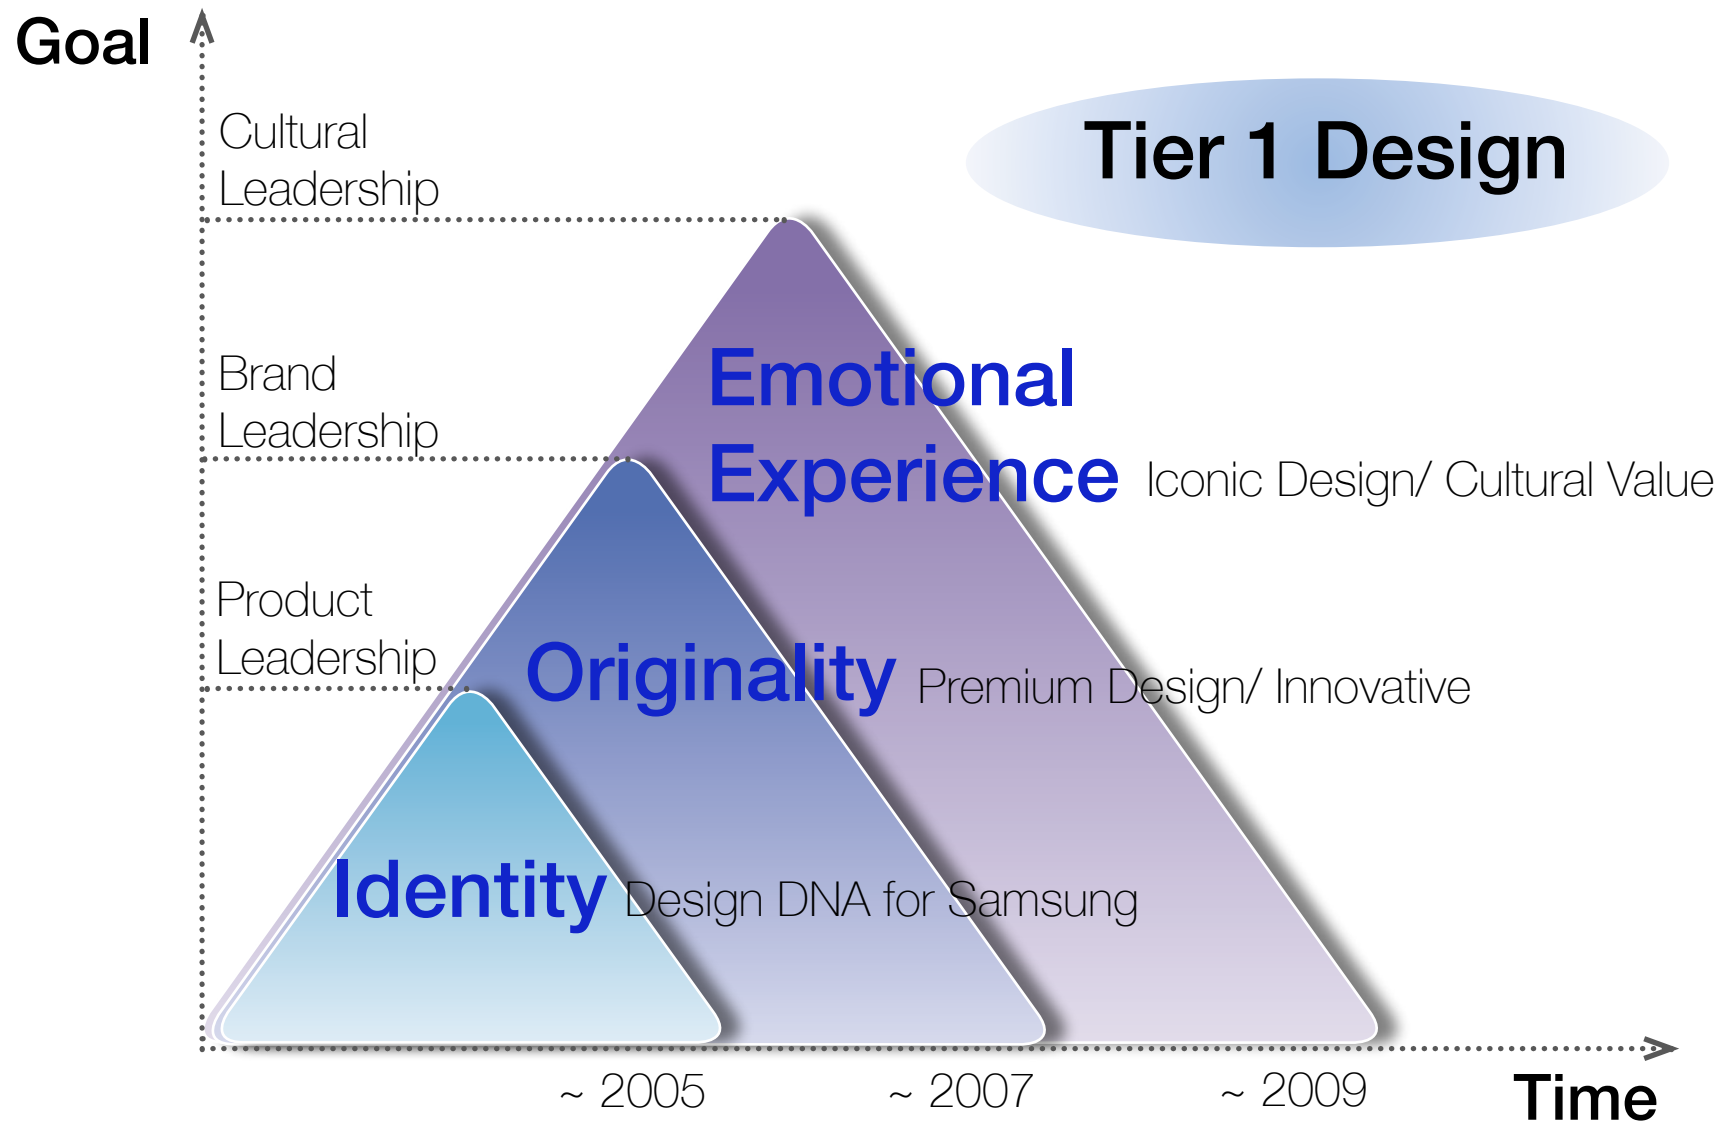 Goal
Tier 1 Design
Cultural
Leadership
Brand
Leadership
Emotional
Experience
Iconic Design/ Cultural Value
Product
Leadership
Originality
Premium Design/ Innovative
Identity
Design DNA for Samsung
~ 2005
~ 2007
~ 2009
Time